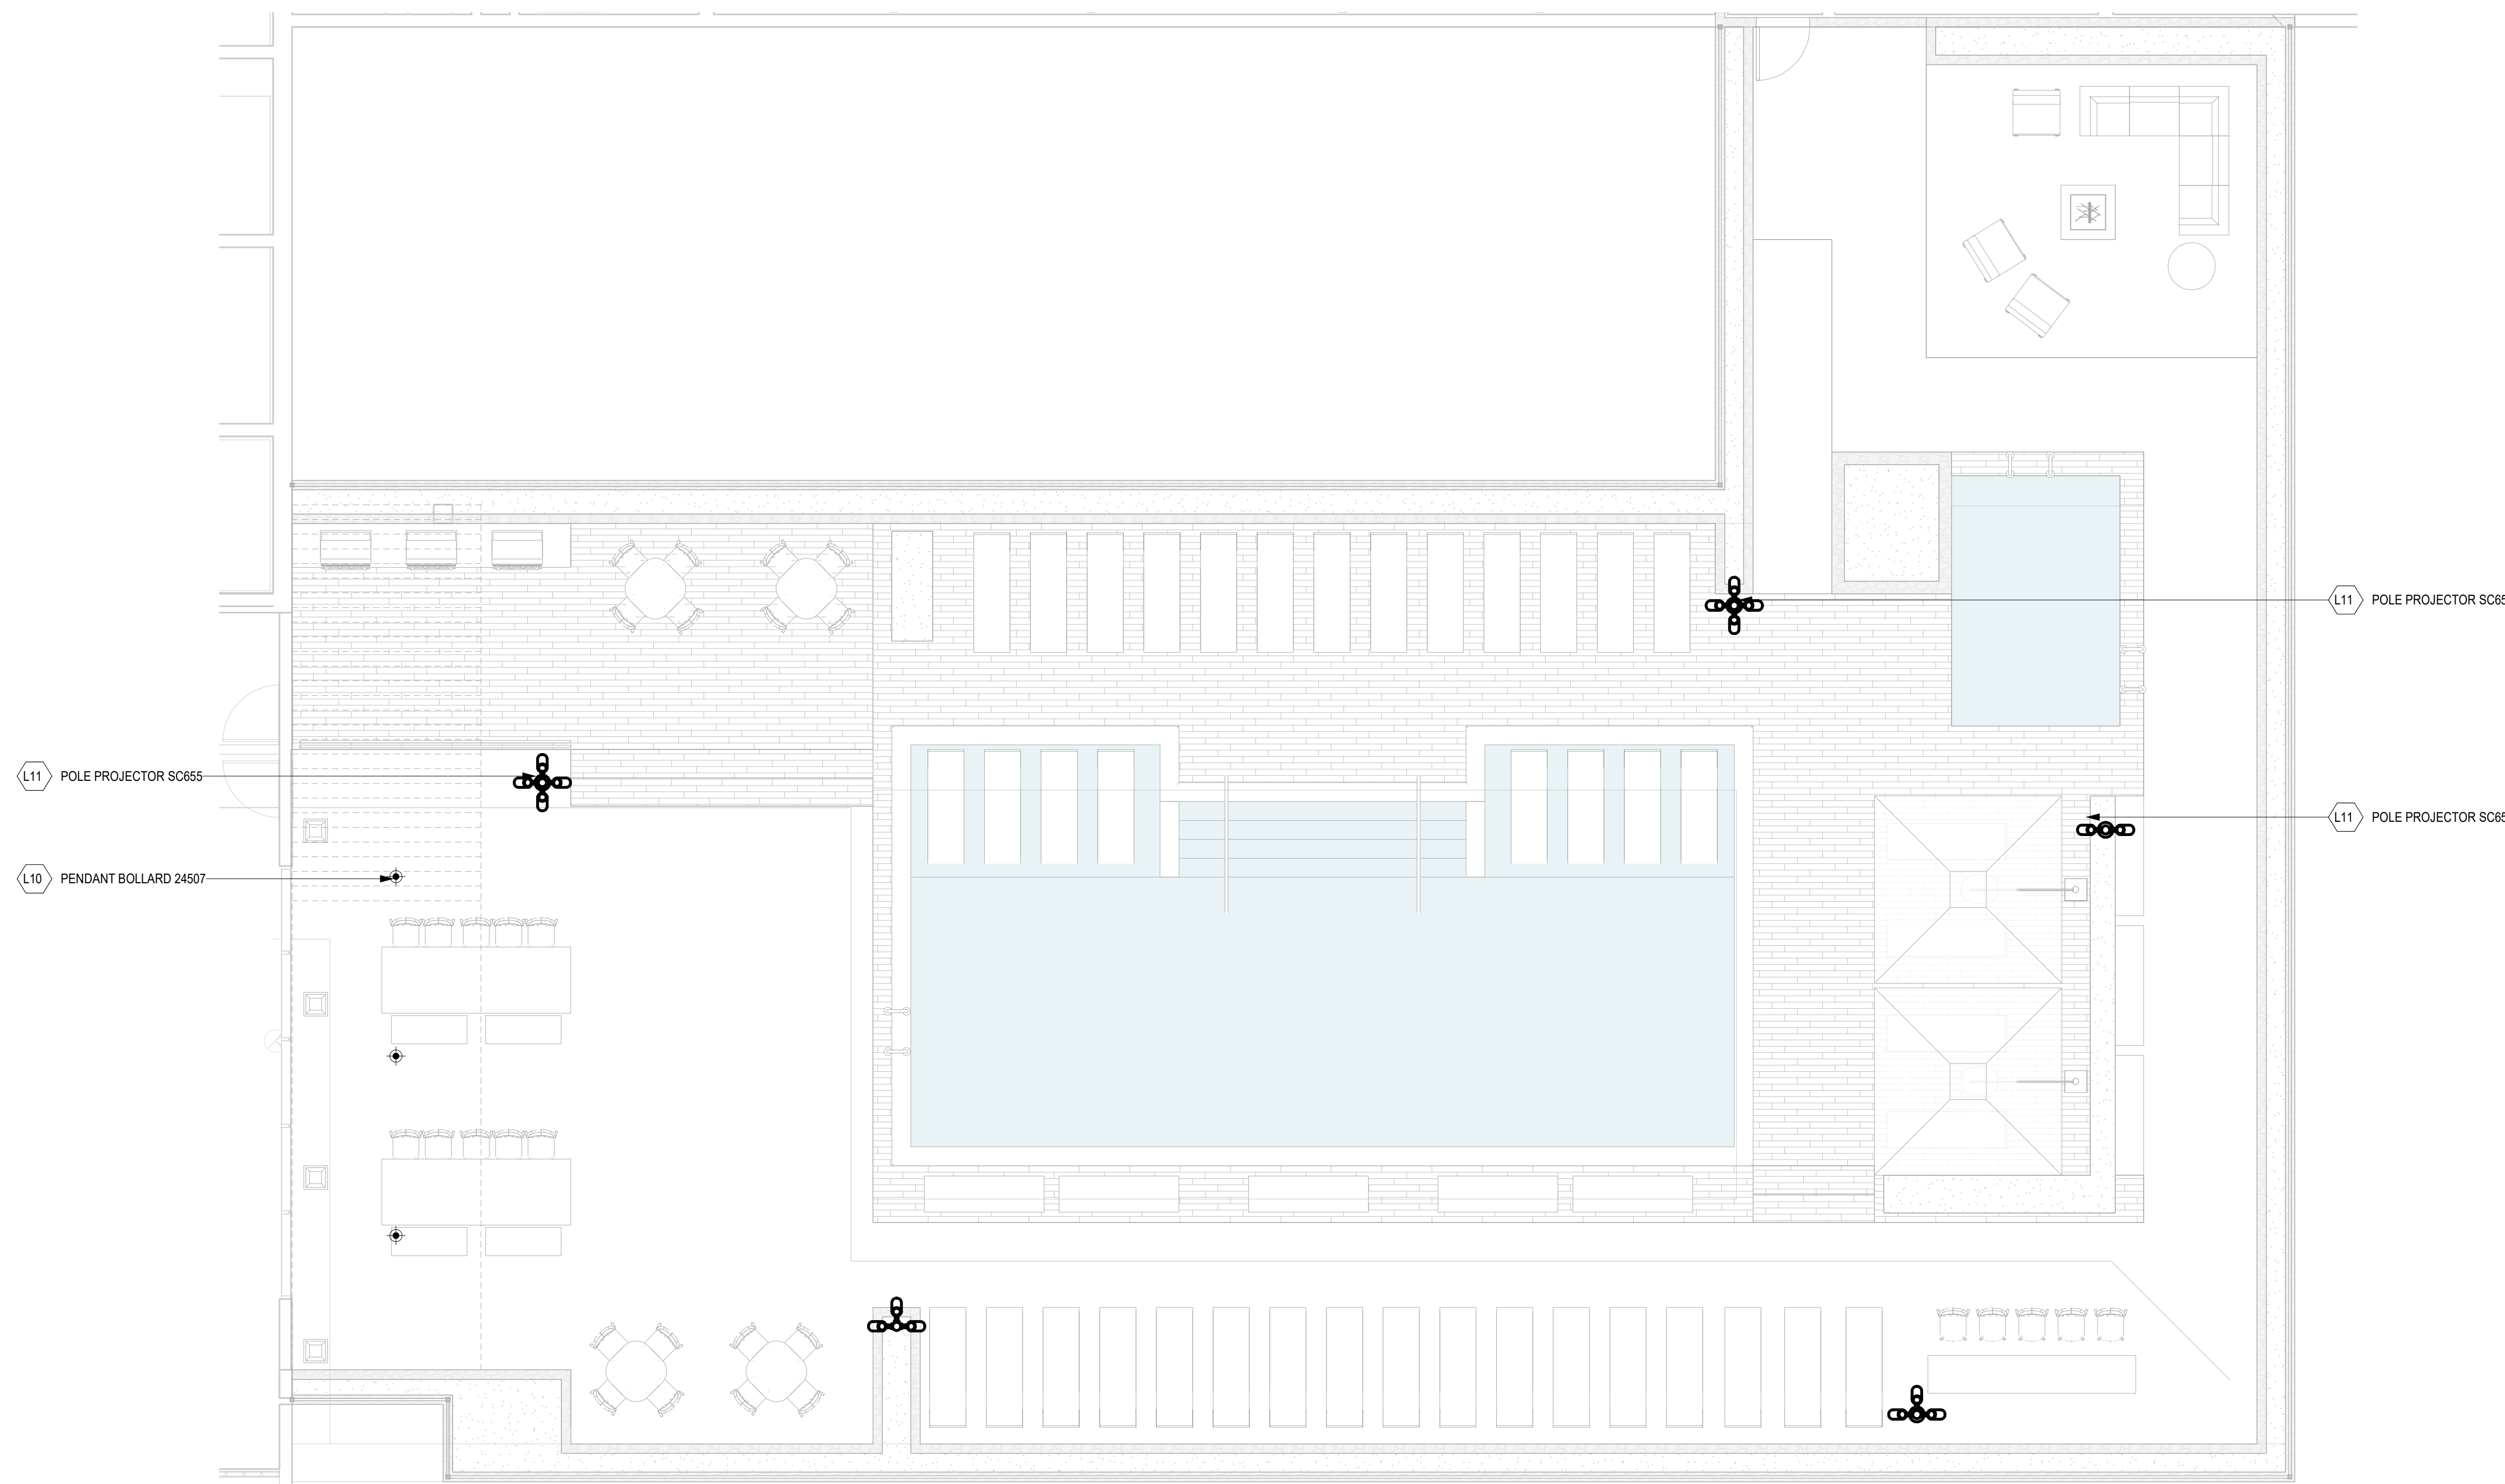 L11 POLE PROJECTOR SC65
L11 POLE PROJECTOR SC655
L11 POLE PROJECTOR SC65
L10 PENDANT BOLLARD 24507